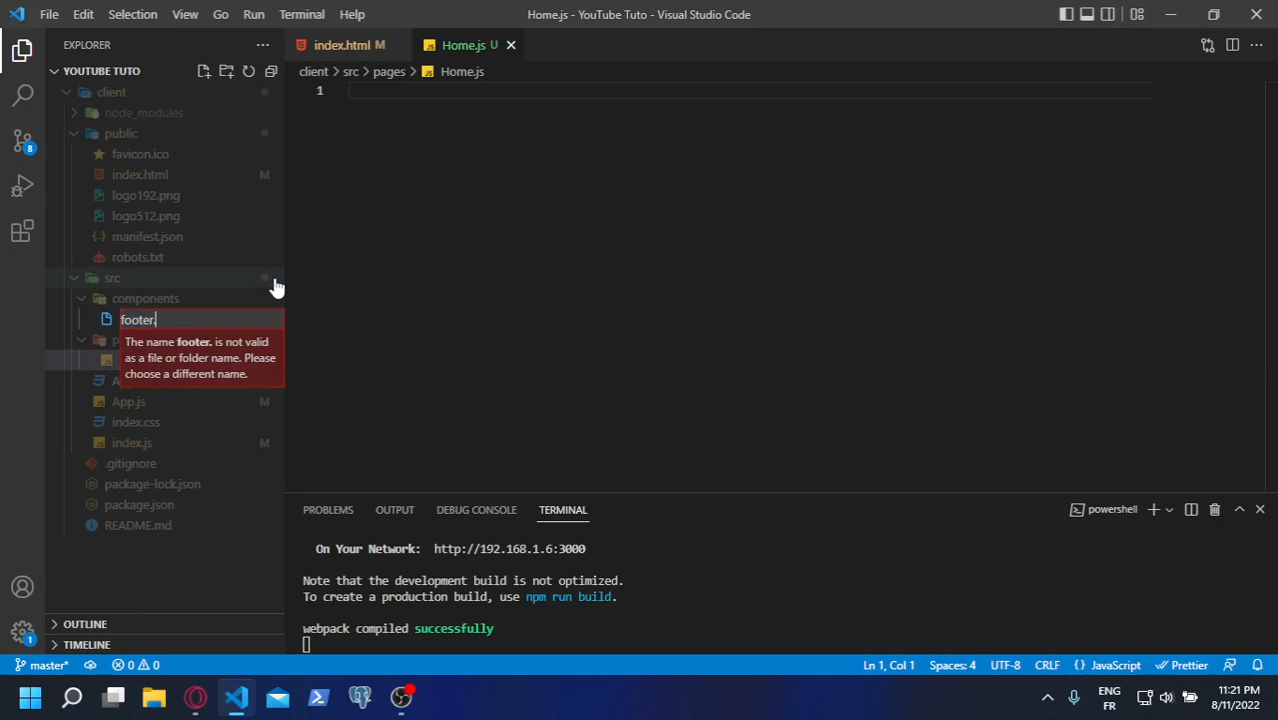 File Edit Selection View Go Run Terminal Help
Home.js - YouTube Tuto - Visual Studio Code
EXPLORER
index.html M
Home.js U
YOUTUBE TUTO
client > src > pages > Home.js
1
client
node_modules
public
favicon.ico
index.html M
logo192.png
logo512.png
manifest.json
robots.txt
src
components
footer.
The name footer. is not valid
as a file or folder name. Please
choose a different name.
App.js M
index.css
index.js M
.gitignore
package-lock.json
package.json
README.md
8
PROBLEMS OUTPUT DEBUG CONSOLE TERMINAL
powershell
On Your Network: http://192.168.1.6:3000
Note that the development build is not optimized.
To create a production build, use npm run build.
webpack compiled successfully
OUTLINE
TIMELINE
1
master* 0 0
Ln 1, Col 1 Spaces: 4 UTF-8 CRLF {} JavaScript Prettier
ENG
FR
11:21 PM
8/11/2022